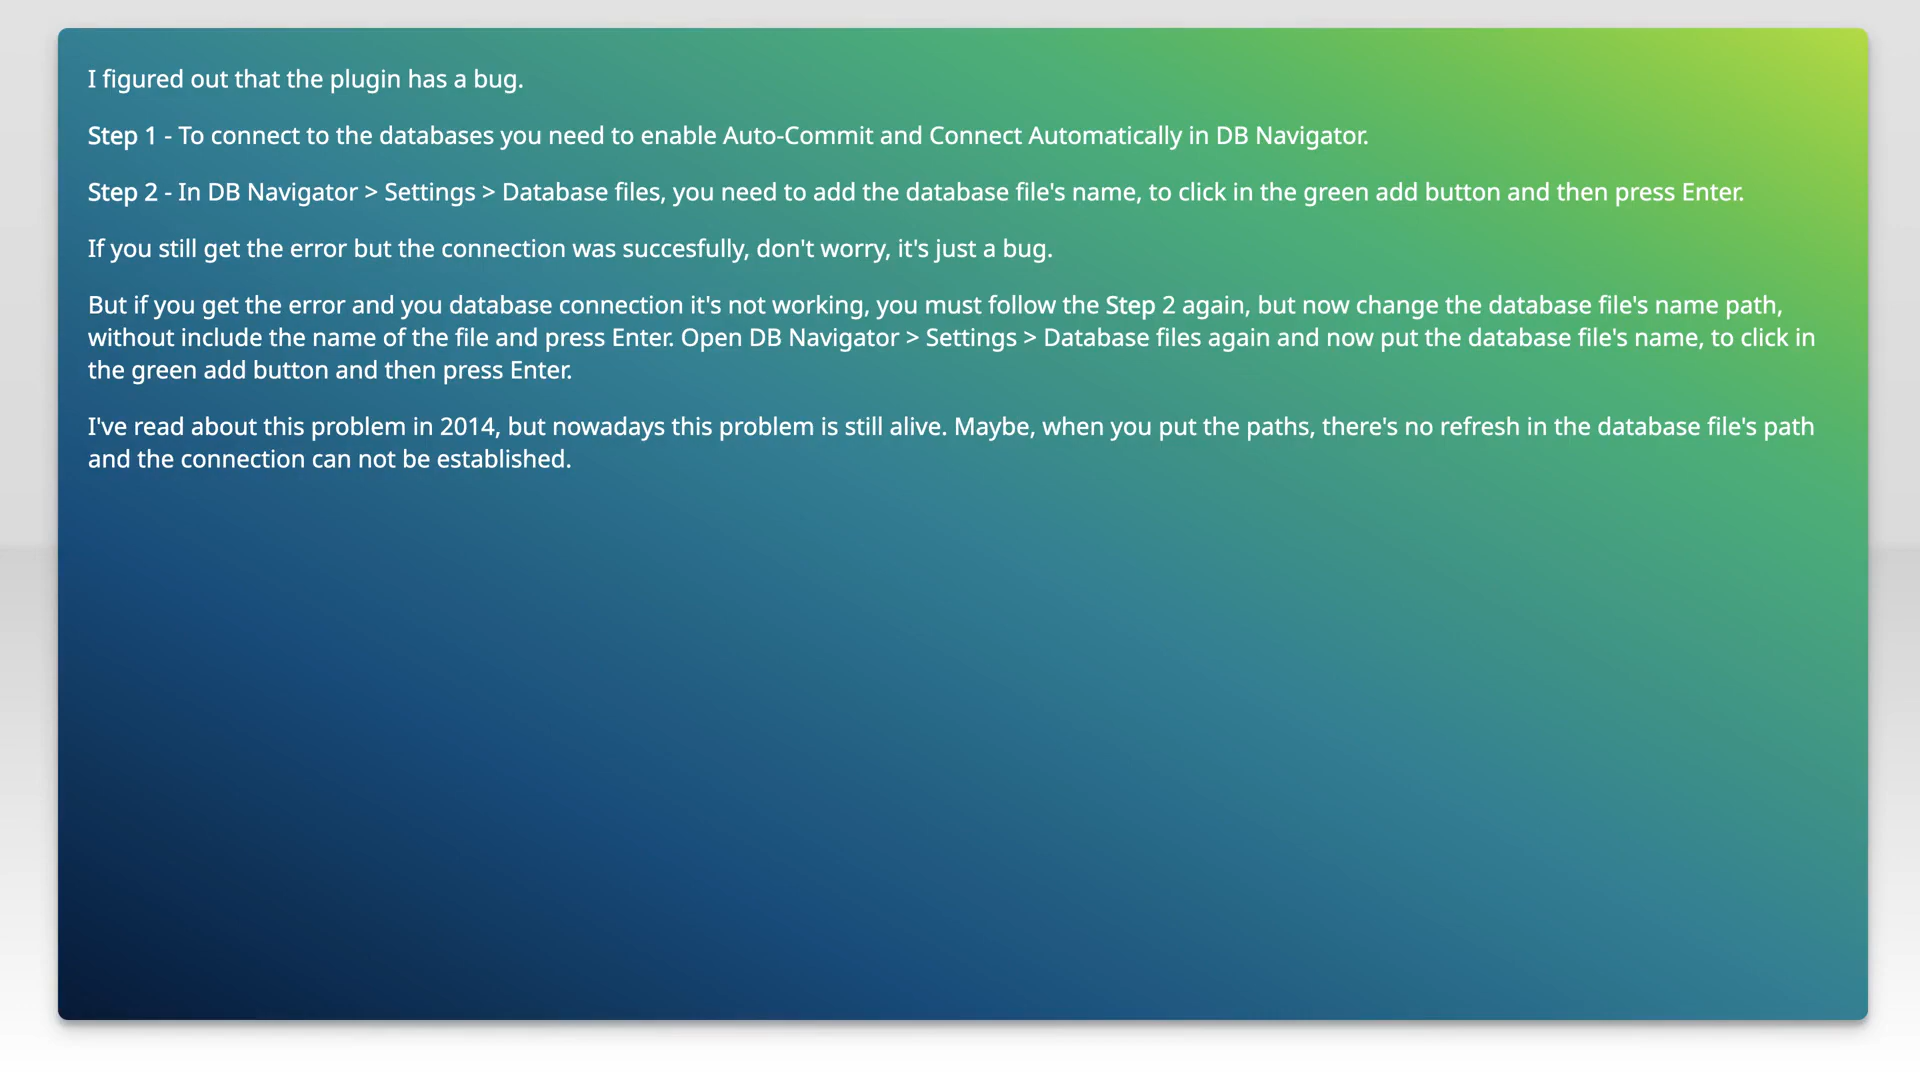 I figured out that the plugin has a bug.
Step 1 - To connect to the databases you need to enable Auto-Commit and Connect Automatically in DB Navigator.
Step 2 - In DB Navigator > Settings > Database files, you need to add the database file's name, to click in the green add button and then press Enter.
If you still get the error but the connection was succesfully, don't worry, it's just a bug.
But if you get the error and you database connection it's not working, you must follow the Step 2 again, but now change the database file's name path,
without include the name of the file and press Enter. Open DB Navigator > Settings > Database files again and now put the database file's name, to click in
the green add button and then press Enter.
I've read about this problem in 2014, but nowadays this problem is still alive. Maybe, when you put the paths, there's no refresh in the database file's path
and the connection can not be established.